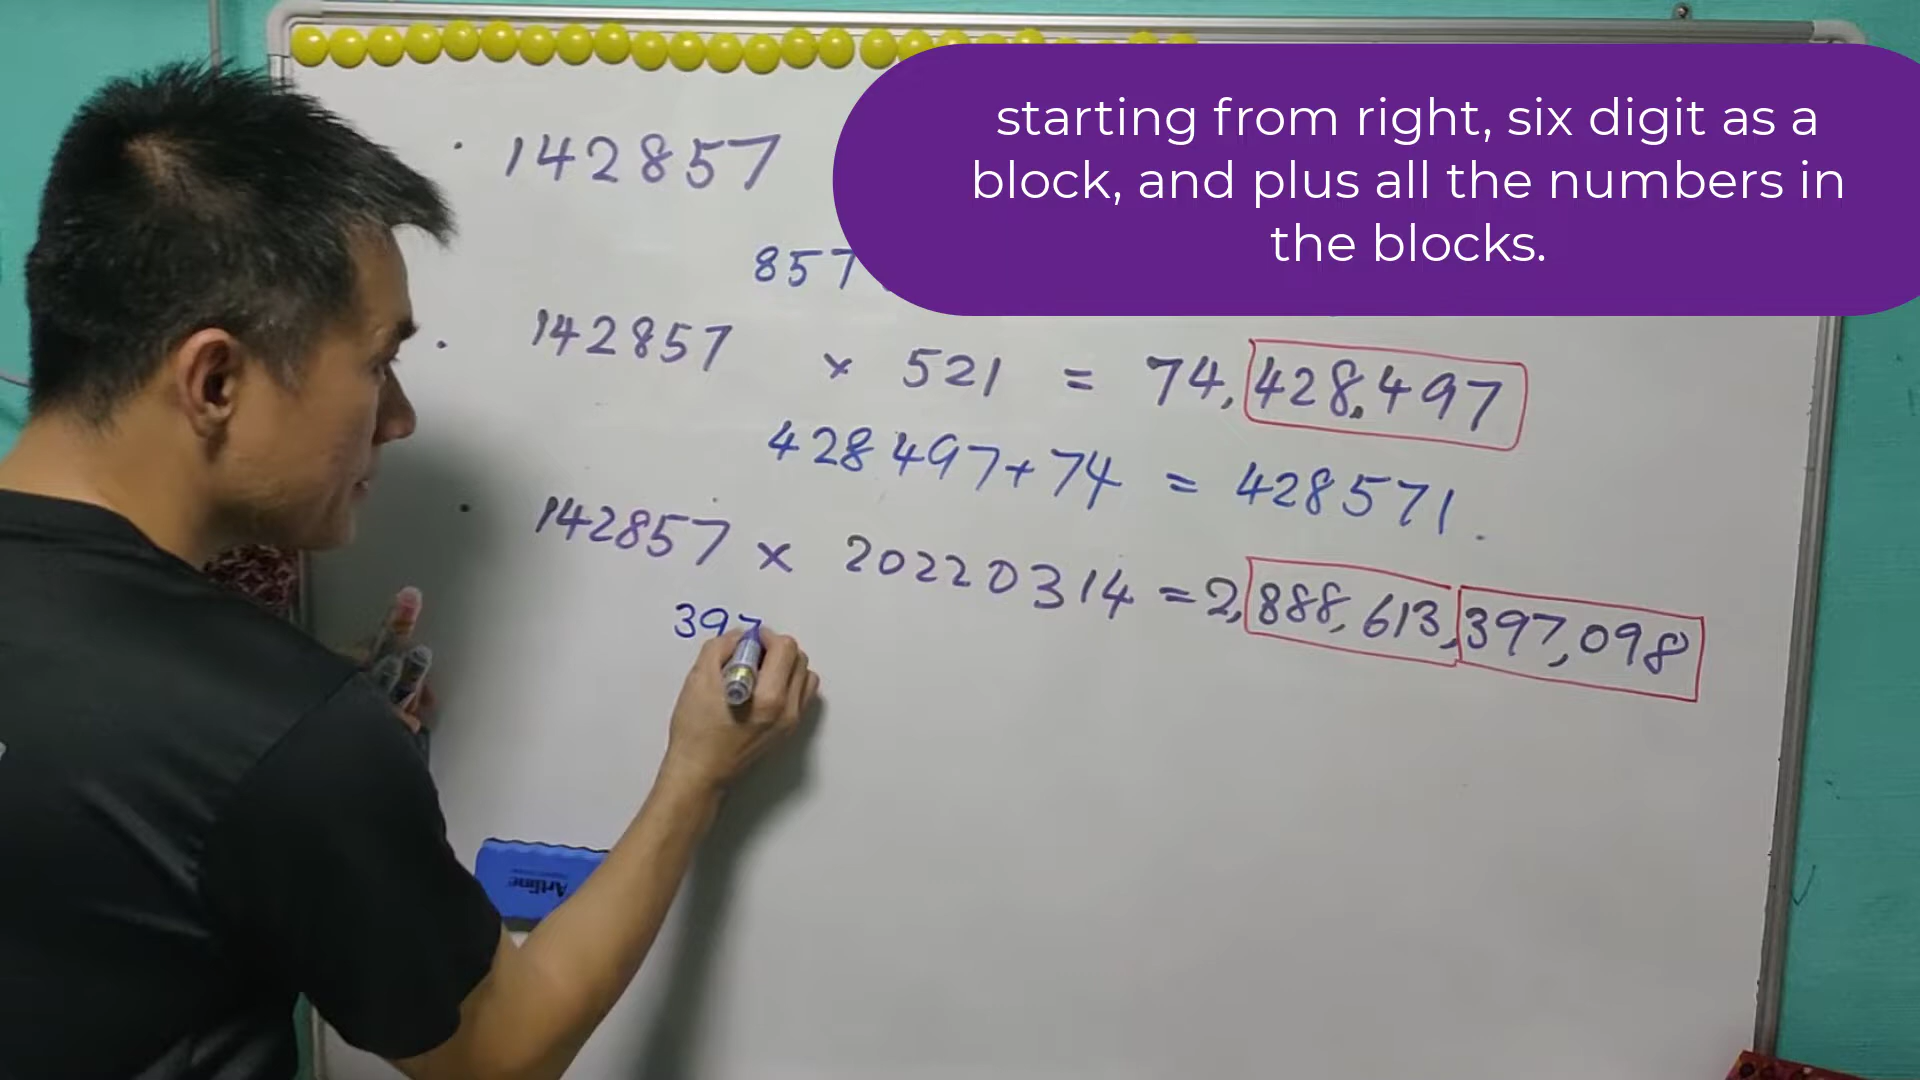 starting from right, six digit as a
block, and plus all the numbers in
the blocks.
142857
857
142857 × 521 = 74,428,497
428497+74 = 428571.
142857 × 20220314 = 2,888,613,397,098
397
Artline